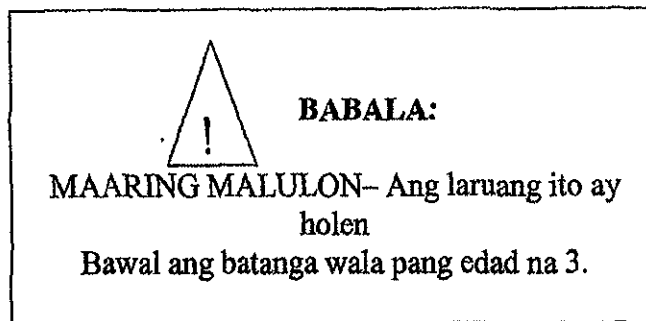 !
BABALA:
MAARING MALULON– Ang laruang ito ay
holen
Bawal ang batanga wala pang edad na 3.